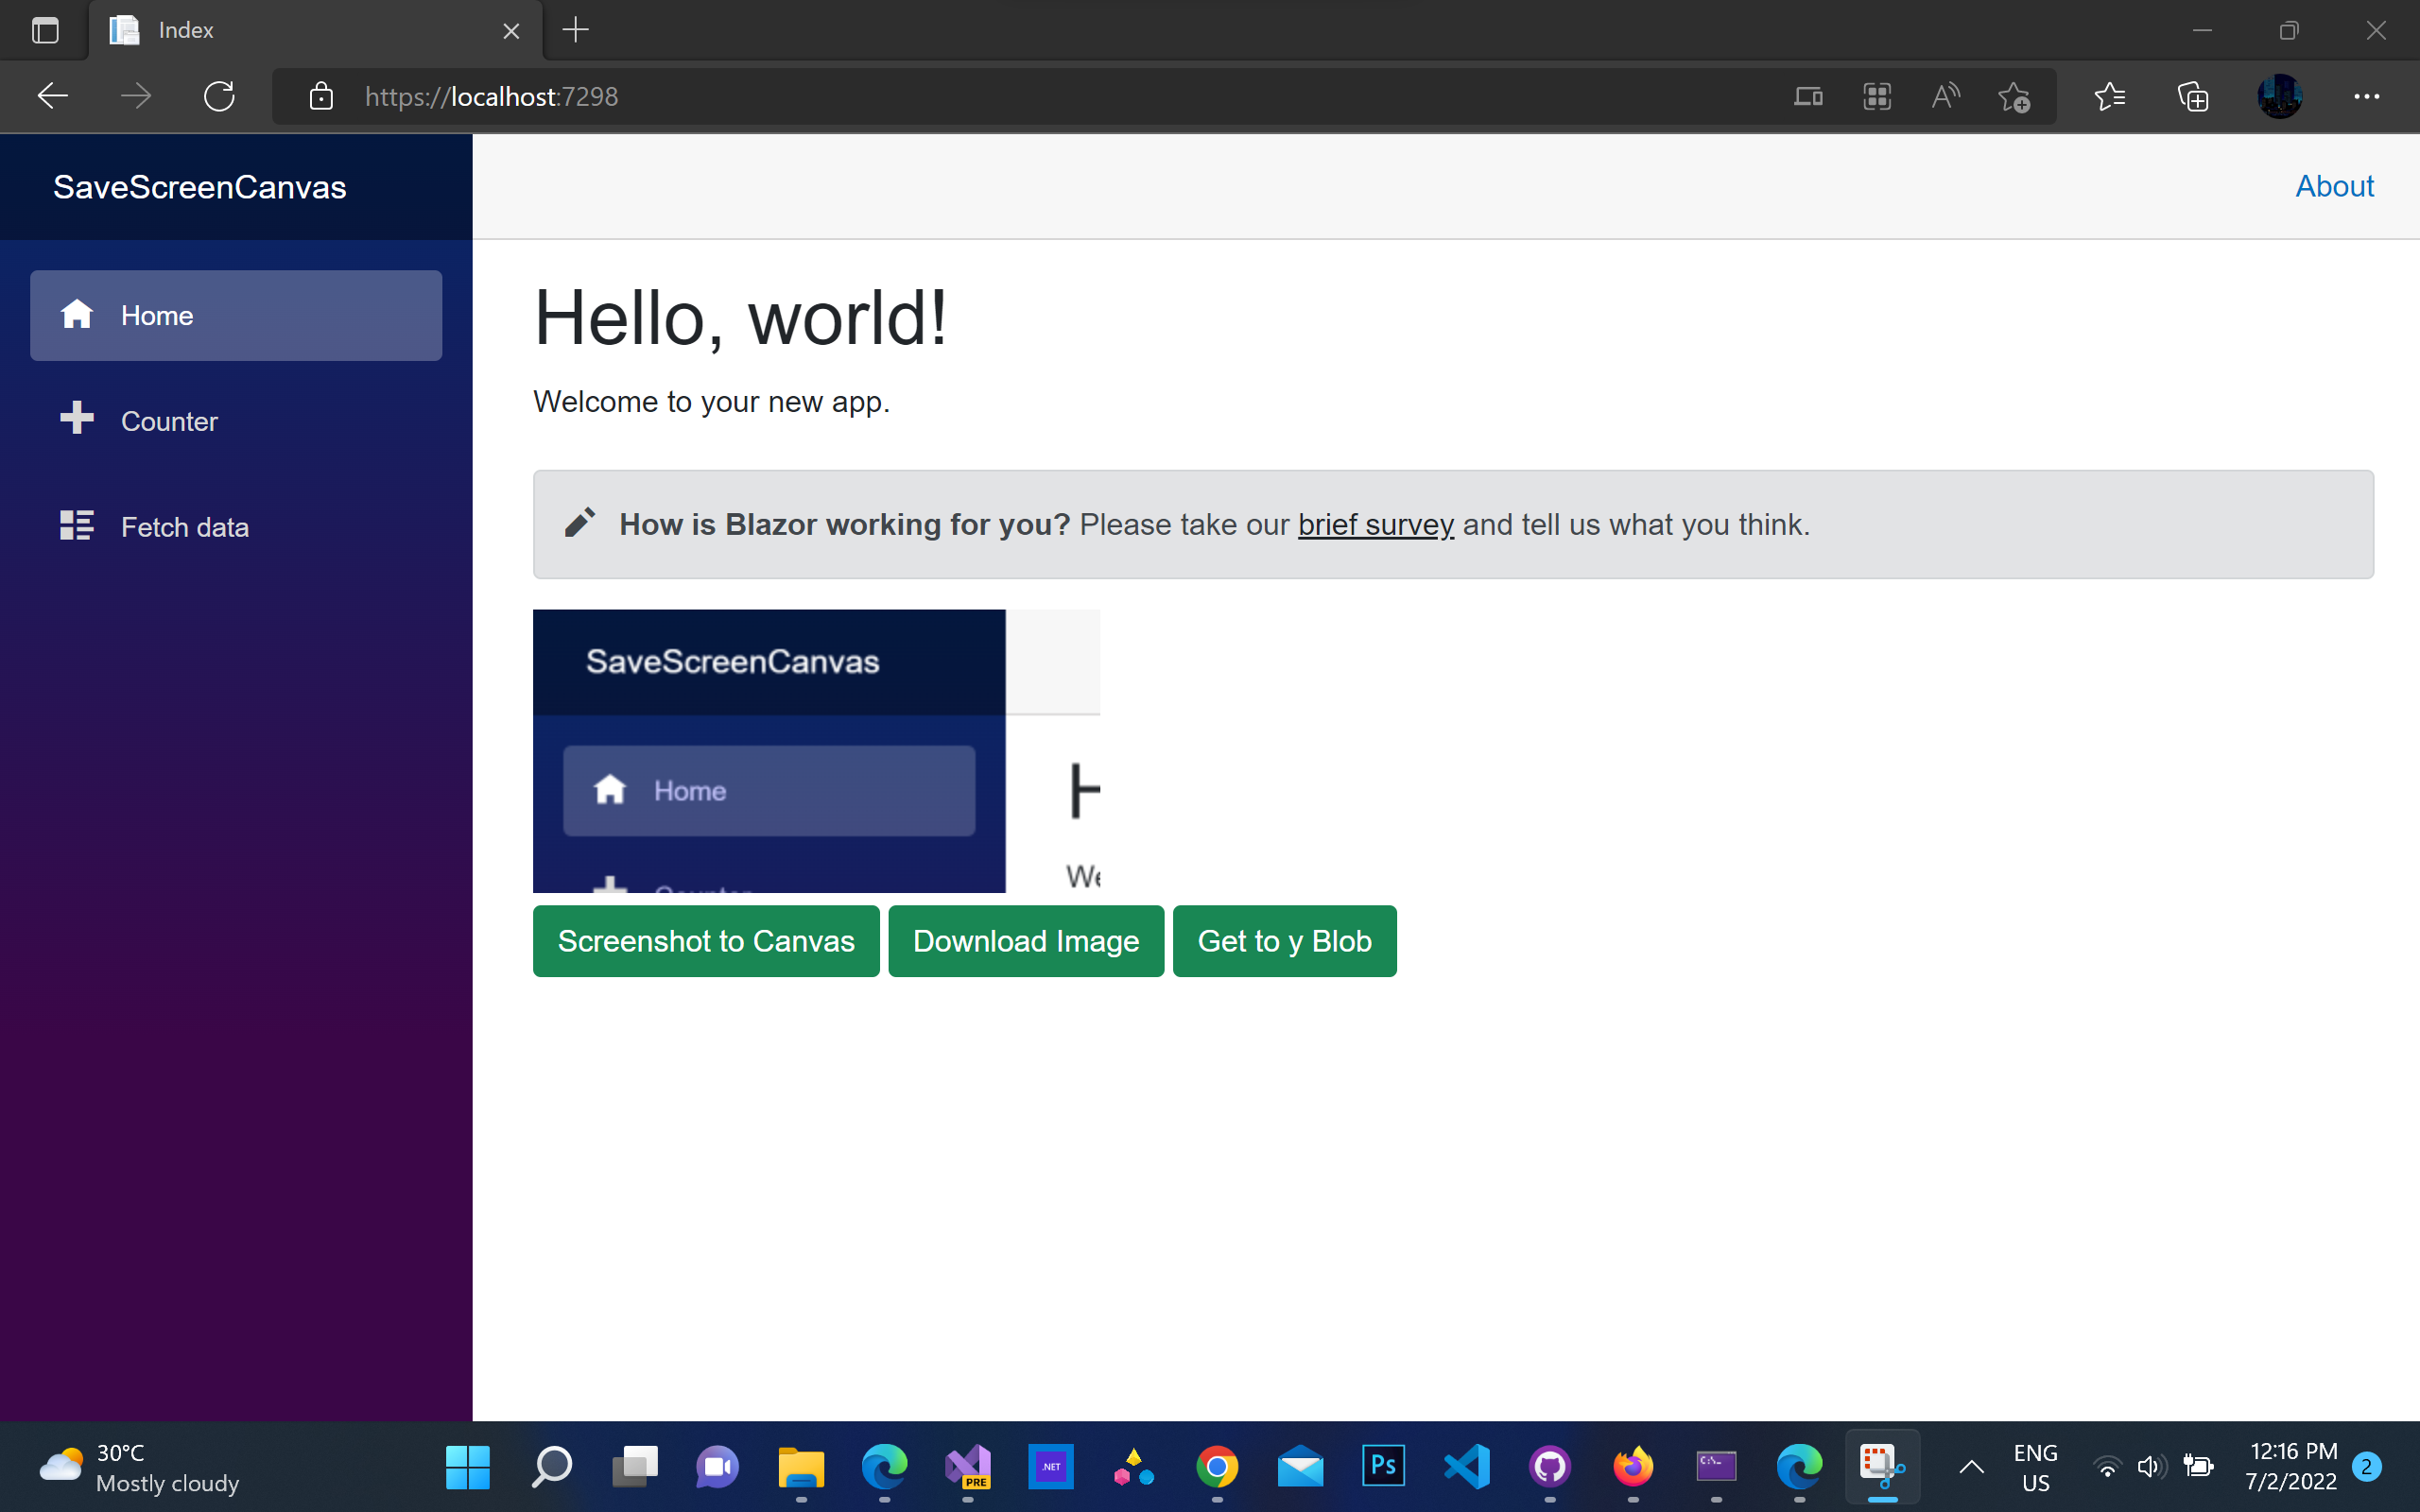 Index
https://localhost:7298
SaveScreenCanvas
About
Home
Counter
Fetch data
Hello, world!
Welcome to your new app.
How is Blazor working for you? Please take our brief survey and tell us what you think.
SaveScreenCanvas
Home
H
We
Counter
Screenshot to Canvas
Download Image
Get to y Blob
30°C
Mostly cloudy
PRE
.NET
Ps
C:\_
ENG
US
12:16 PM
7/2/2022
2